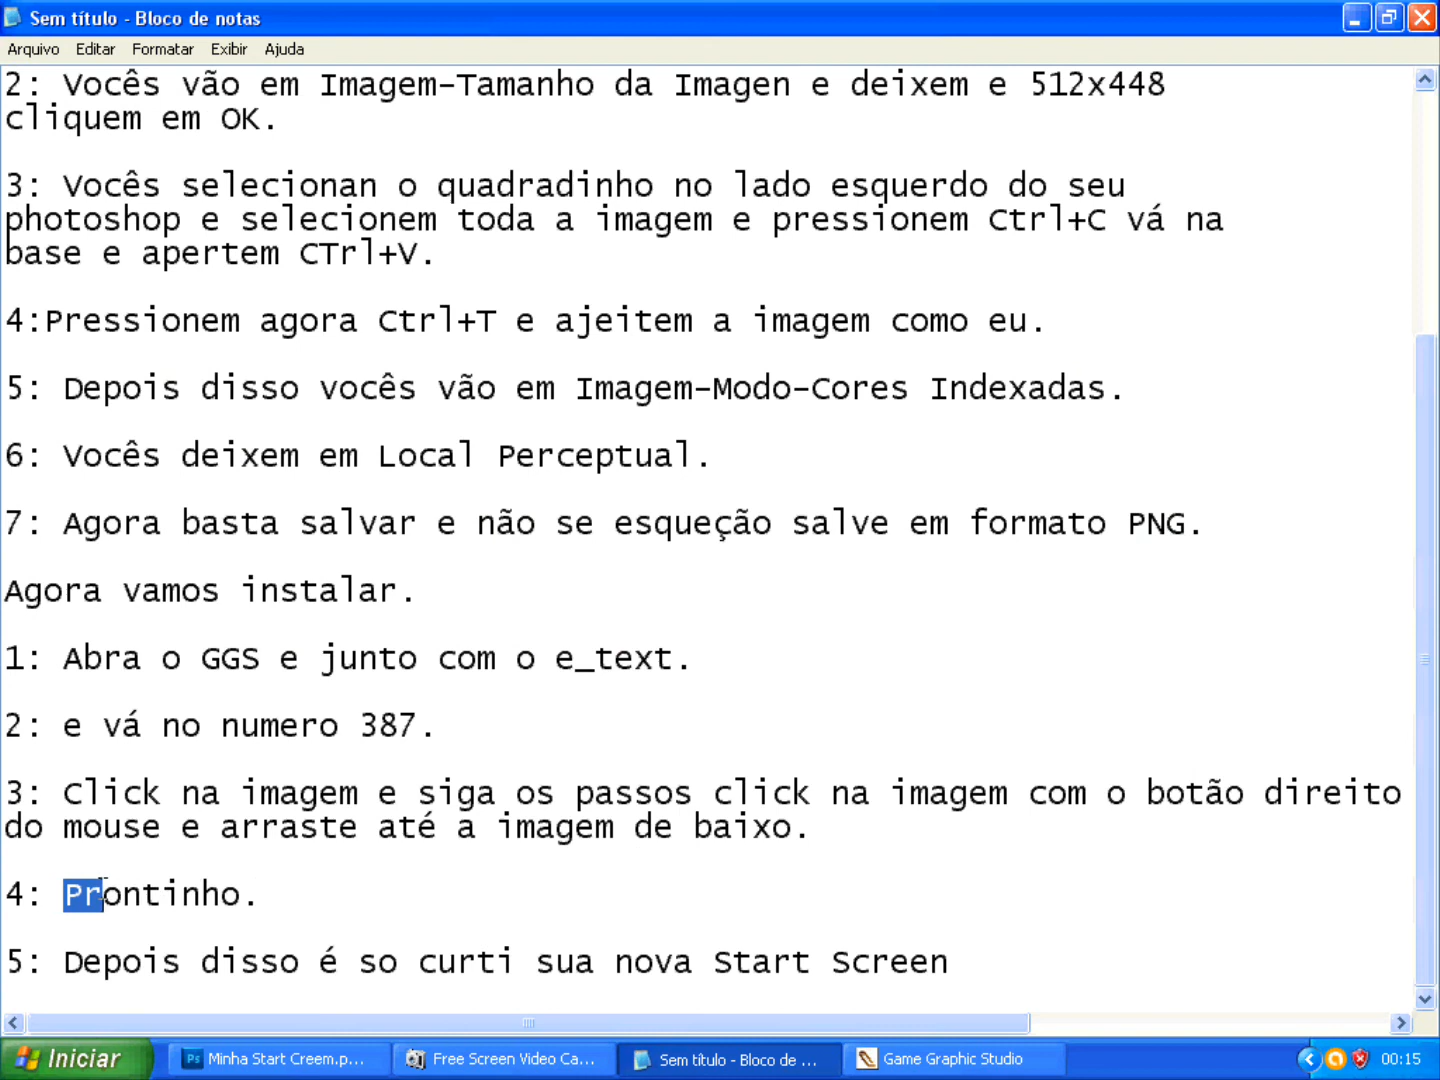 Sem título - Bloco de notas
Arquivo Editar Formatar Exibir Ajuda
2: Vocês vão em Imagem-Tamanho da Imagen e deixem e 512x448
cliquem em OK.
3: Vocês selecionan o quadradinho no lado esquerdo do seu
photoshop e selecionem toda a imagem e pressionem Ctrl+C vá na
base e apertem CTrl+V.
4:Pressionem agora Ctrl+T e ajeitem a imagem como eu.
5: Depois disso vocês vão em Imagem-Modo-Cores Indexadas.
6: Vocês deixem em Local Perceptual.
7: Agora basta salvar e não se esqueção salve em formato PNG.
Agora vamos instalar.
1: Abra o GGS e junto com o e_text.
2: e vá no numero 387.
3: Click na imagem e siga os passos click na imagem com o botão direito
do mouse e arraste até a imagem de baixo.
4: Prontinho.
5: Depois disso é so curti sua nova Start Screen
Iniciar Ps Minha Start Creem.p... Free Screen Video Ca... Sem título - Bloco de ... Game Graphic Studio 00:15